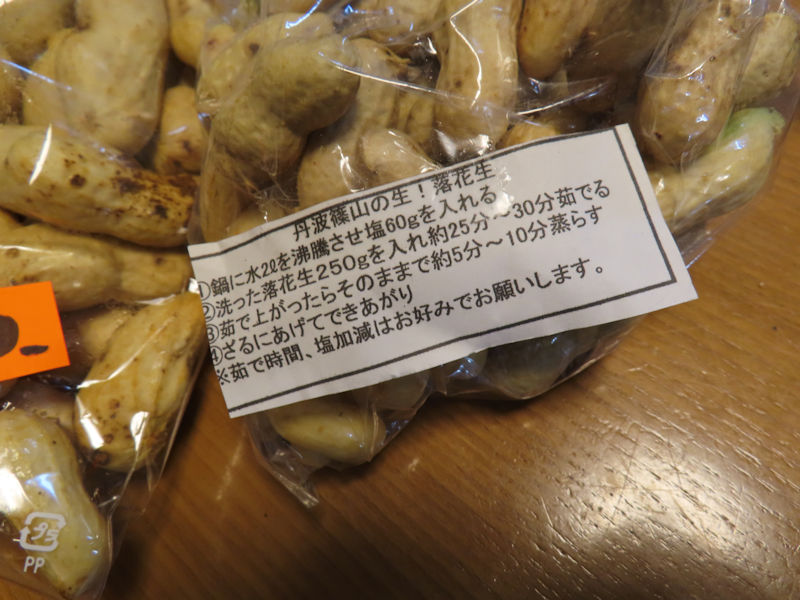 丹波篠山の生！落花生
①鍋に水2ℓを沸騰させ塩60gを入れる
②洗った落花生250gを入れ約25分～30分茹でる
③茹で上がったらそのままで約5分～10分蒸らす
④ざるにあげてできあがり
※茹で時間、塩加減はお好みでお願いします。
プラ
PP